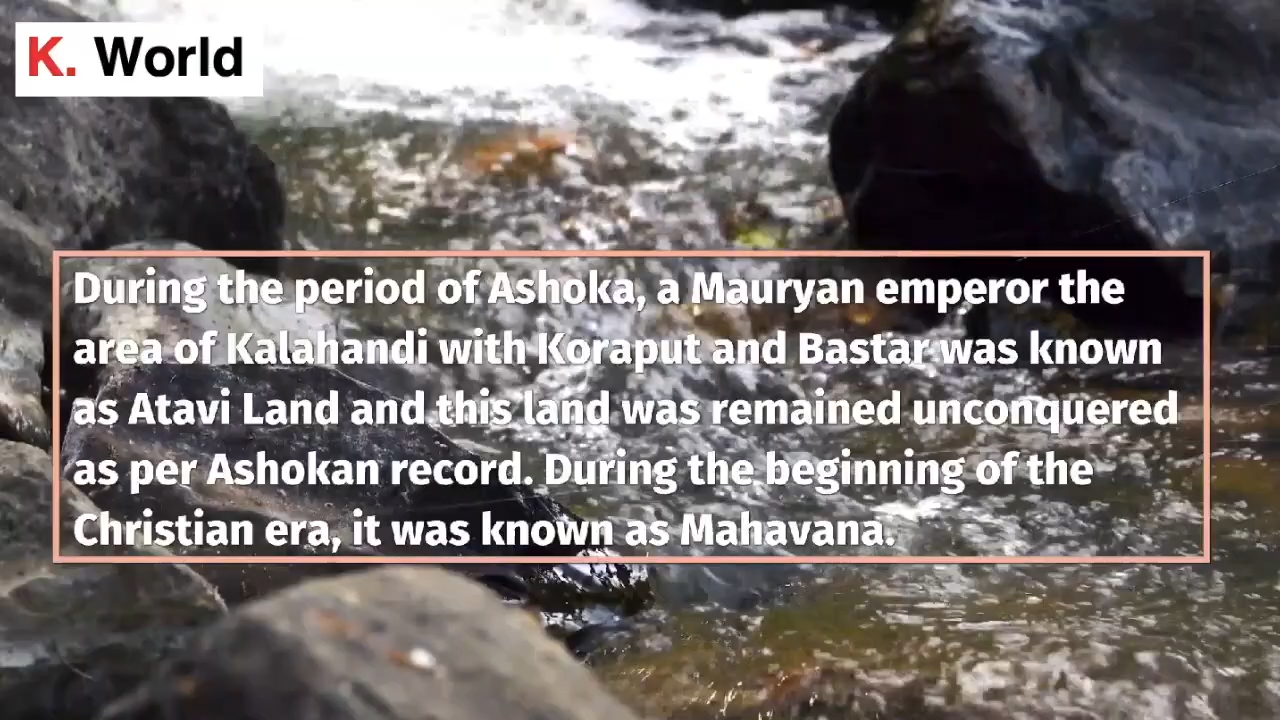 K. World
During the period of Ashoka, a Mauryan emperor the
area of Kalahandi with Koraput and Bastar was known
as Atavi Land and this land was remained unconquered
as per Ashokan record. During the beginning of the
Christian era, it was known as Mahavana.